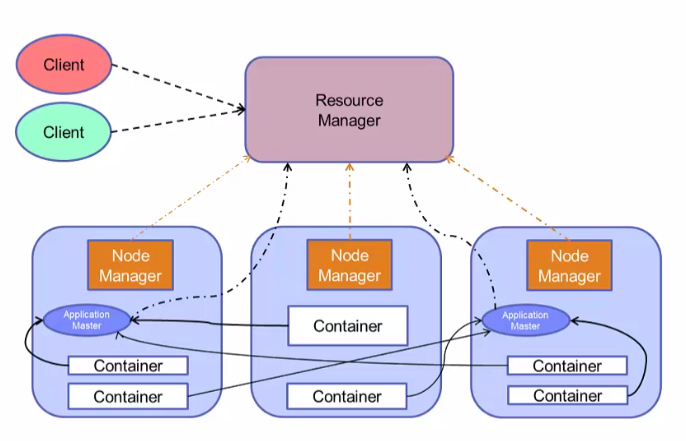 Client
Client
Resource
Manager
Node
Manager
Application
Master
Container
Container
Node
Manager
Container
Container
Node
Manager
Application
Master
Container
Container